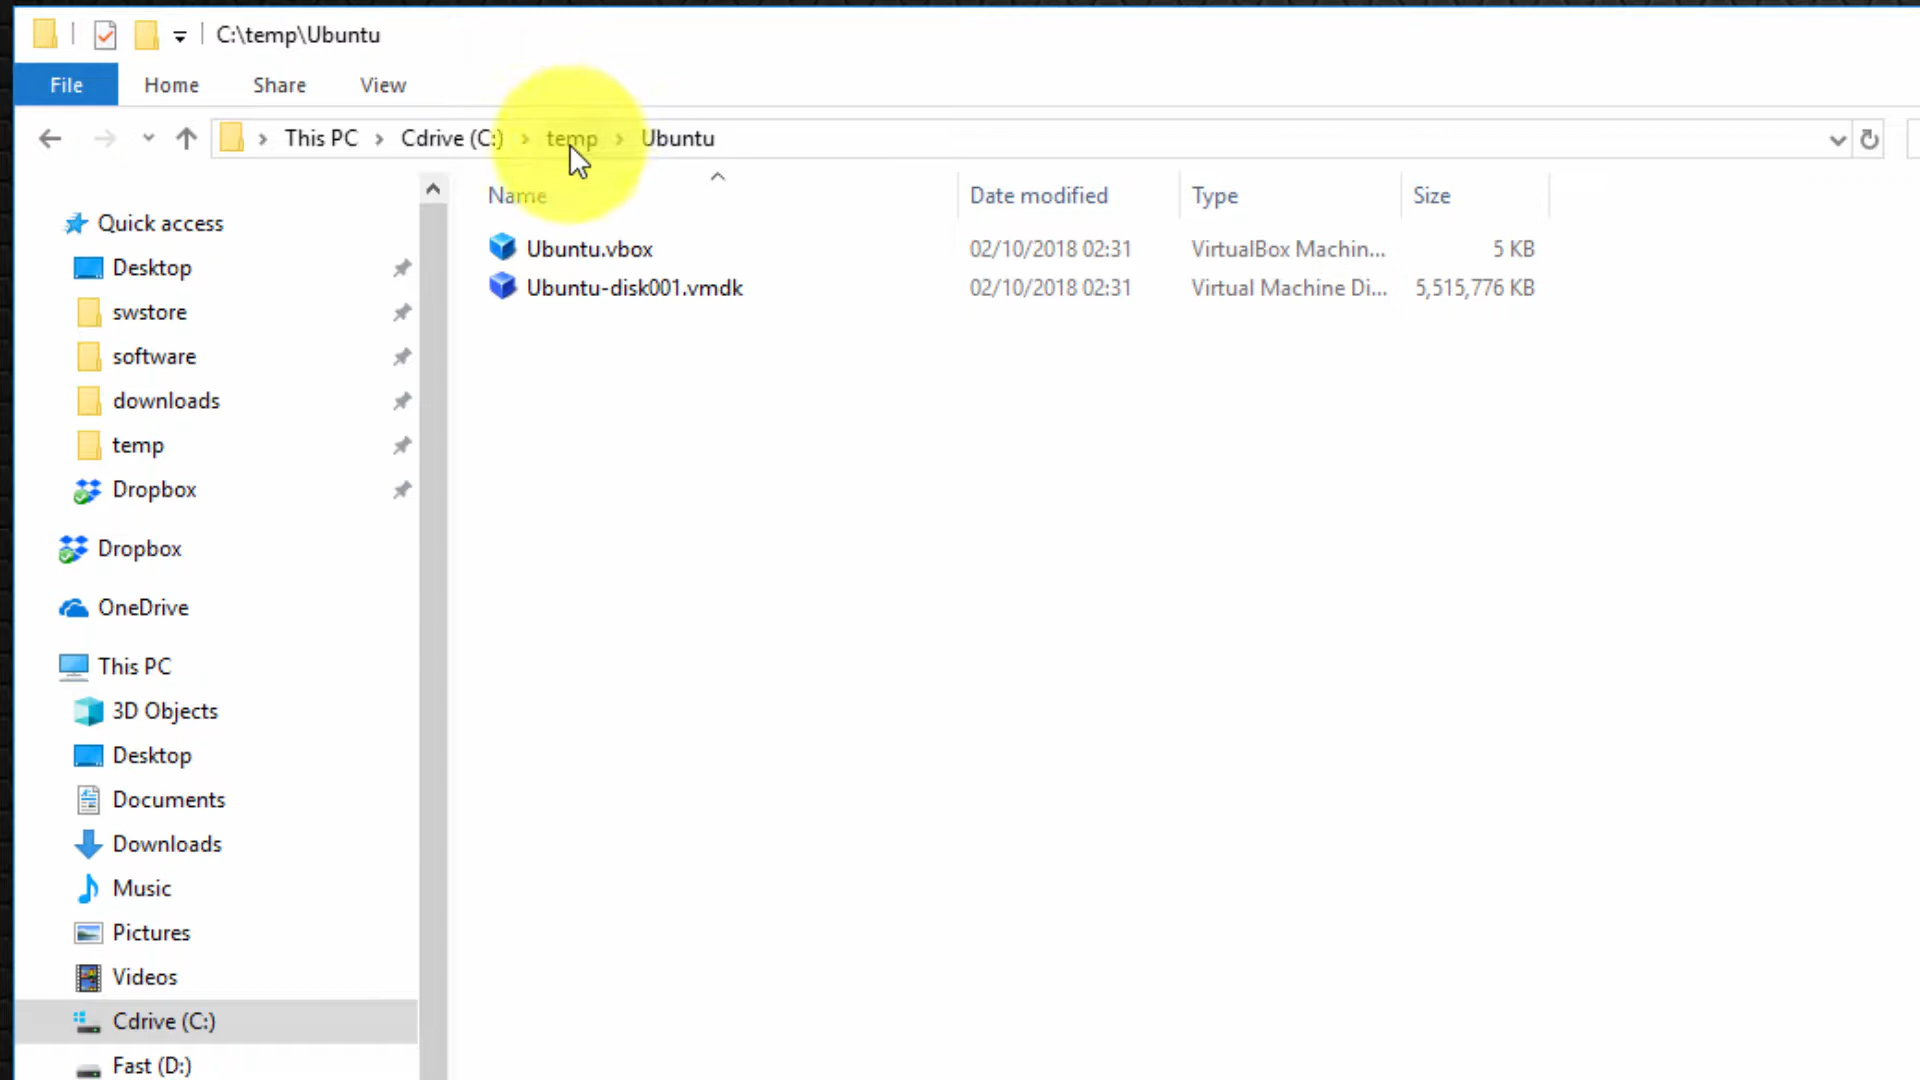 C:\temp\Ubuntu
File Home Share View
This PC Cdrive (C:) temp Ubuntu
Name Date modified Type Size
Ubuntu.vbox 02/10/2018 02:31 VirtualBox Machin... 5 KB
Ubuntu-disk001.vmdk 02/10/2018 02:31 Virtual Machine Di... 5,515,776 KB
Quick access
Desktop
swstore
software
downloads
temp
Dropbox
Dropbox
OneDrive
This PC
3D Objects
Desktop
Documents
Downloads
Music
Pictures
Videos
Cdrive (C:)
Fast (D:)